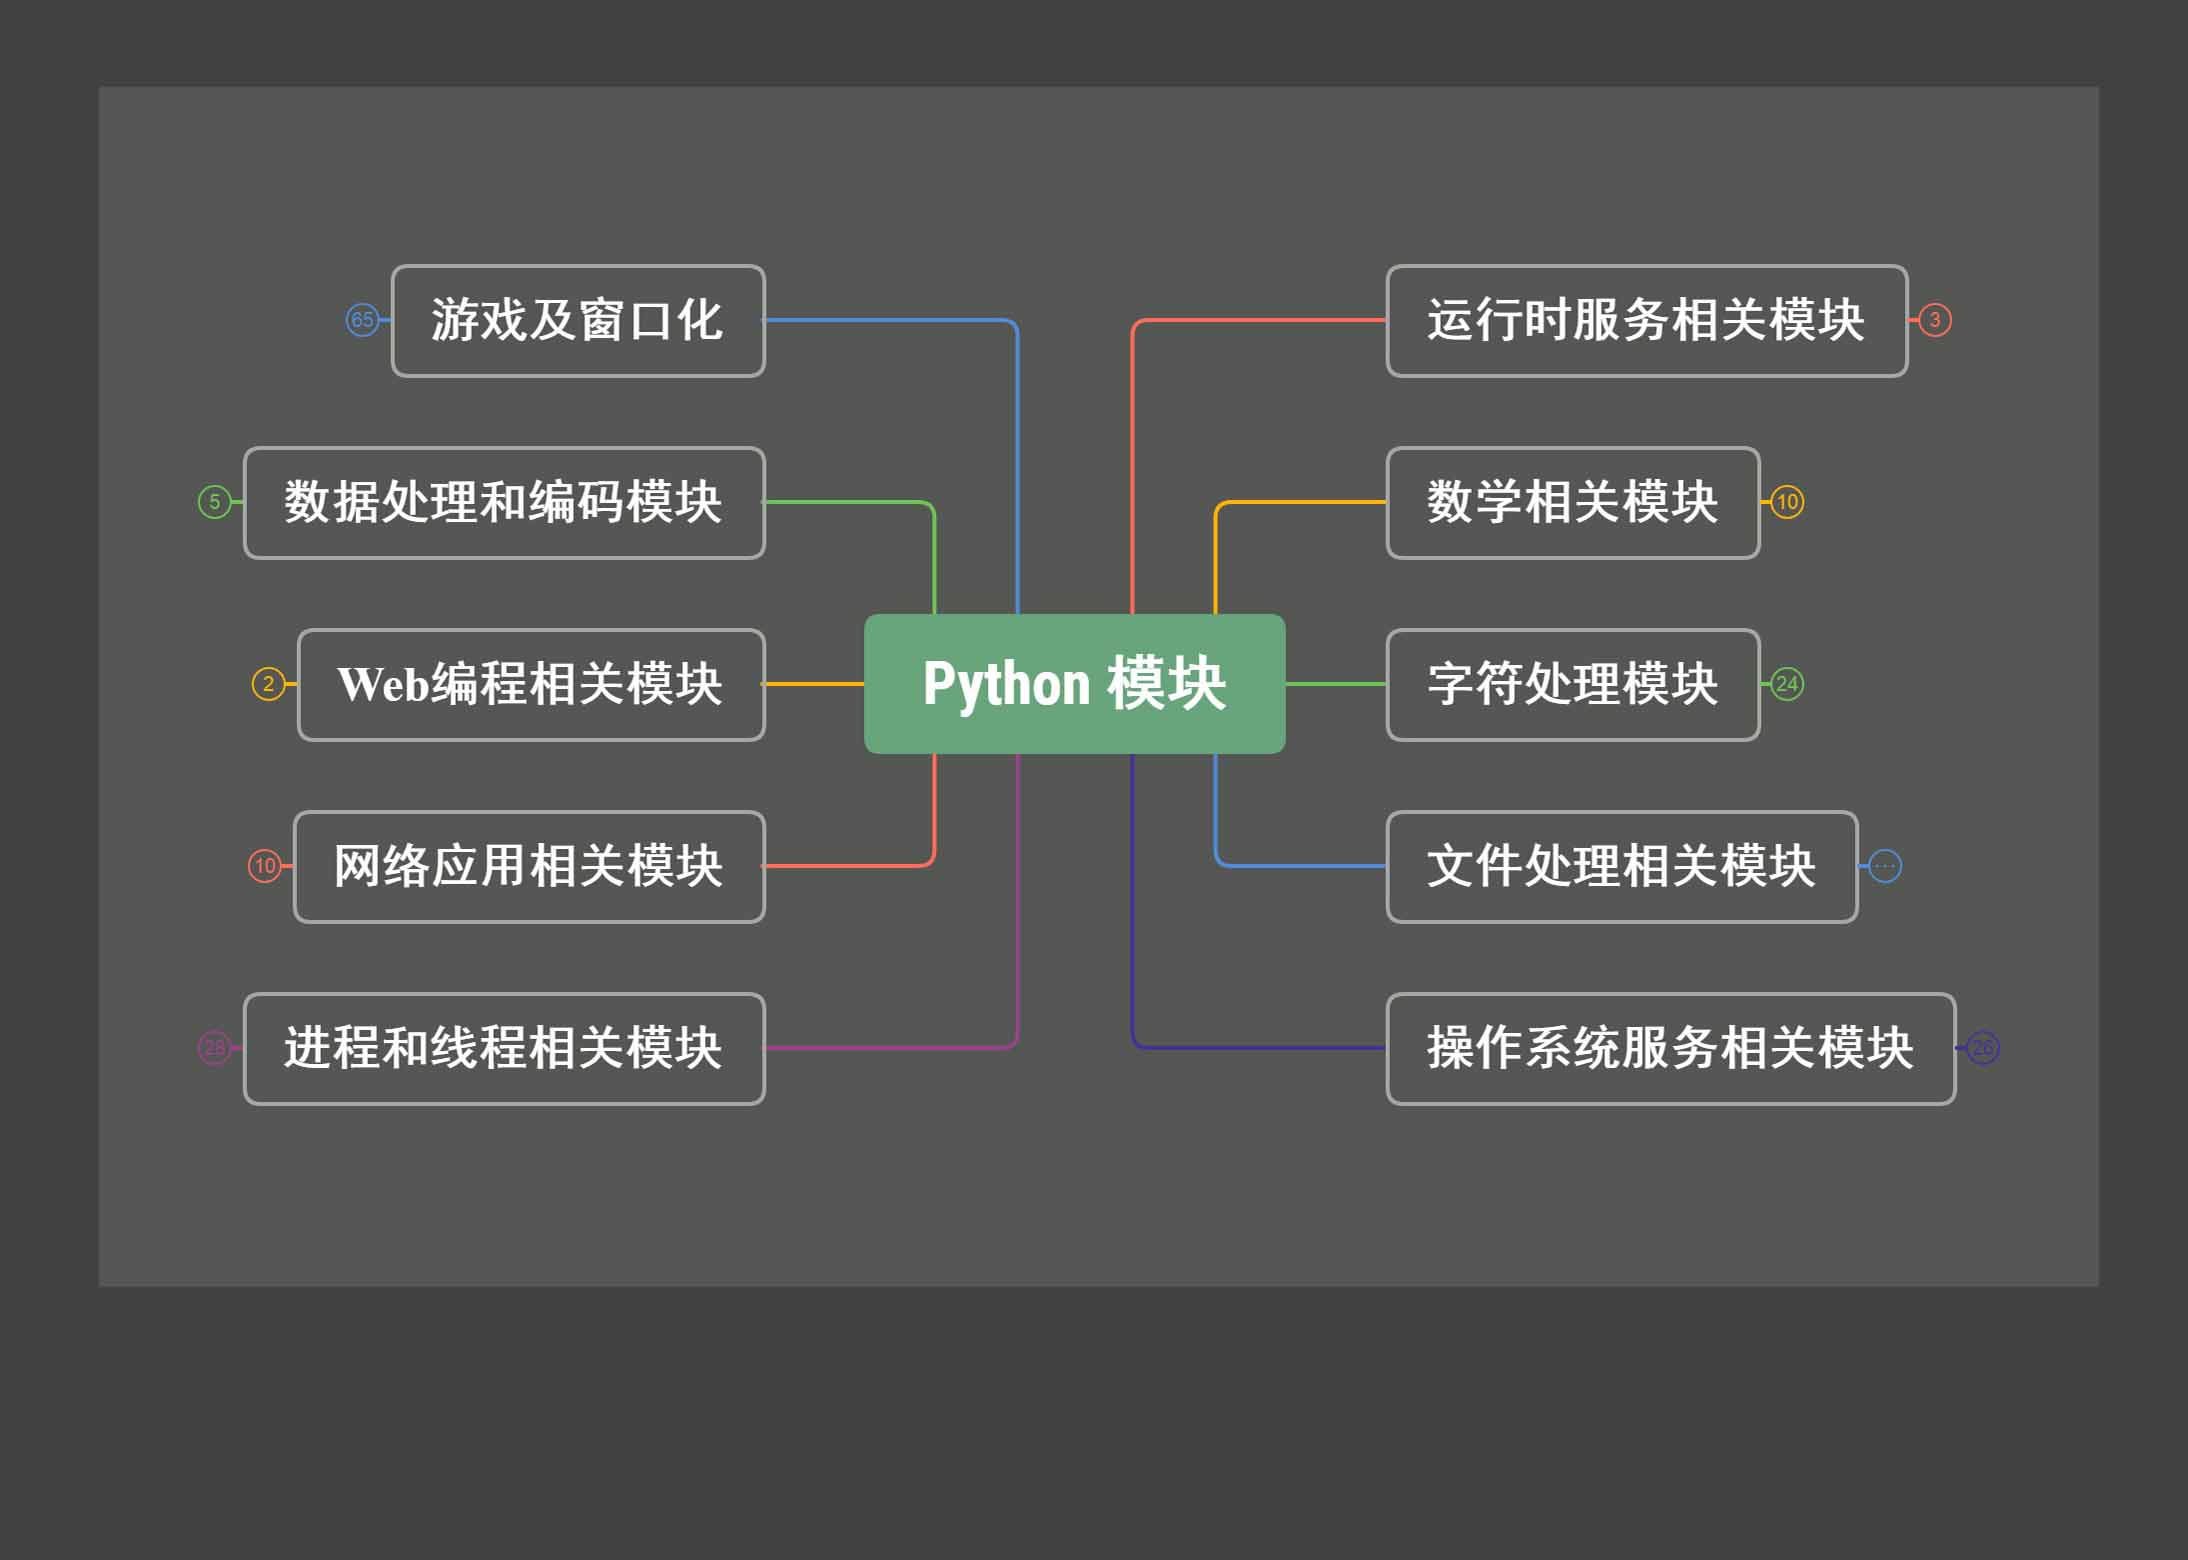 游戏及窗口化
65
数据处理和编码模块
5
Web编程相关模块
2
网络应用相关模块
10
进程和线程相关模块
28
Python 模块
运行时服务相关模块
3
数学相关模块
10
字符处理模块
24
文件处理相关模块
...
操作系统服务相关模块
26